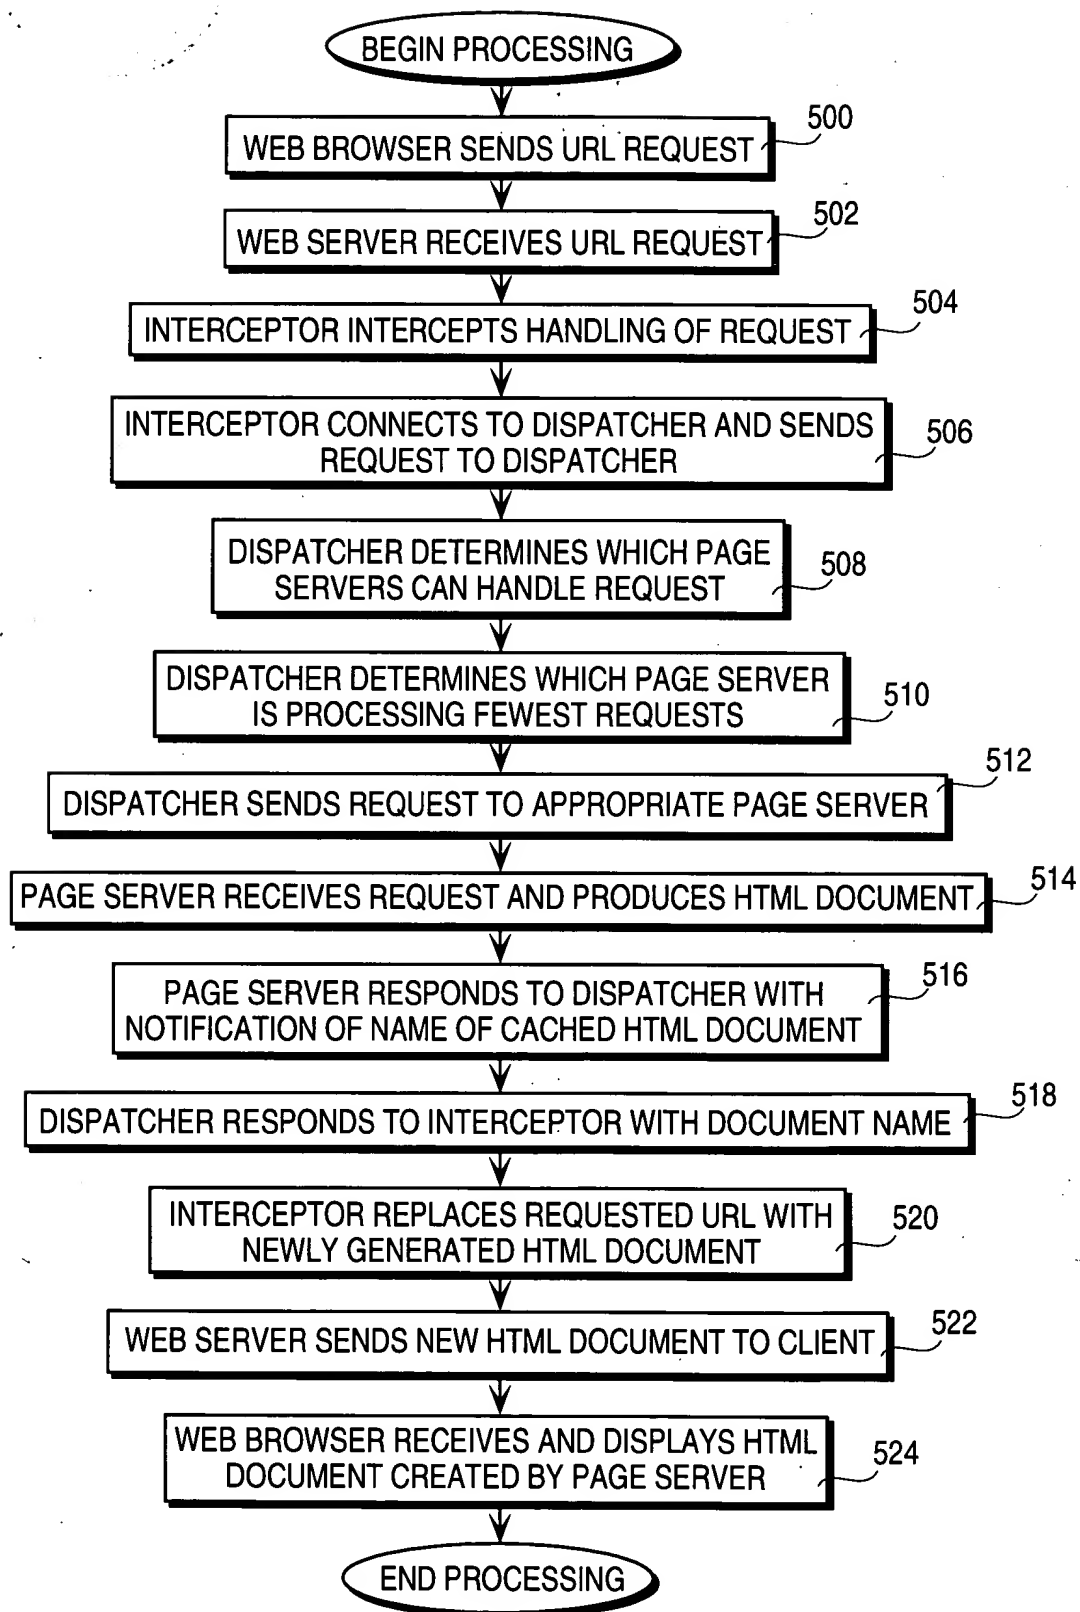 BEGIN PROCESSING
500
WEB BROWSER SENDS URL REQUEST
502
WEB SERVER RECEIVES URL REQUEST
504
INTERCEPTOR INTERCEPTS HANDLING OF REQUEST
INTERCEPTOR CONNECTS TO DISPATCHER AND SENDS
REQUEST TO DISPATCHER
506
DISPATCHER DETERMINES WHICH PAGE
SERVERS CAN HANDLE REQUEST
508
DISPATCHER DETERMINES WHICH PAGE SERVER
IS PROCESSING FEWEST REQUESTS
510
512
DISPATCHER SENDS REQUEST TO APPROPRIATE PAGE SERVER
PAGE SERVER RECEIVES REQUEST AND PRODUCES HTML DOCUMENT
514
PAGE SERVER RESPONDS TO DISPATCHER WITH
NOTIFICATION OF NAME OF CACHED HTML DOCUMENT
516
DISPATCHER RESPONDS TO INTERCEPTOR WITH DOCUMENT NAME
518
INTERCEPTOR REPLACES REQUESTED URL WITH
NEWLY GENERATED HTML DOCUMENT
520
WEB SERVER SENDS NEW HTML DOCUMENT TO CLIENT
522
WEB BROWSER RECEIVES AND DISPLAYS HTML
DOCUMENT CREATED BY PAGE SERVER
524
END PROCESSING